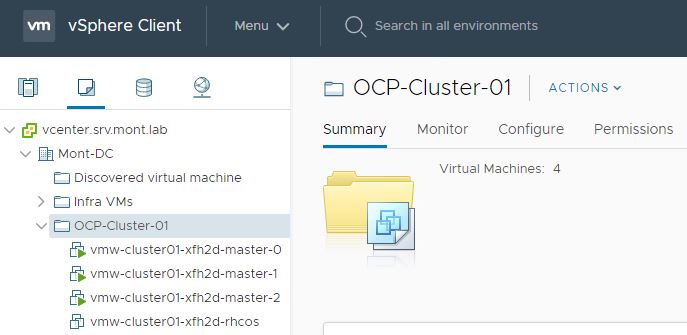 vm vSphere Client Menu Search in all environments
OCP-Cluster-01 ACTIONS
Summary Monitor Configure Permissions
Virtual Machines: 4
vcenter.srv.mont.lab
Mont-DC
Discovered virtual machine
Infra VMs
OCP-Cluster-01
vmw-cluster01-xfh2d-master-0
vmw-cluster01-xfh2d-master-1
vmw-cluster01-xfh2d-master-2
vmw-cluster01-xfh2d-rhcos